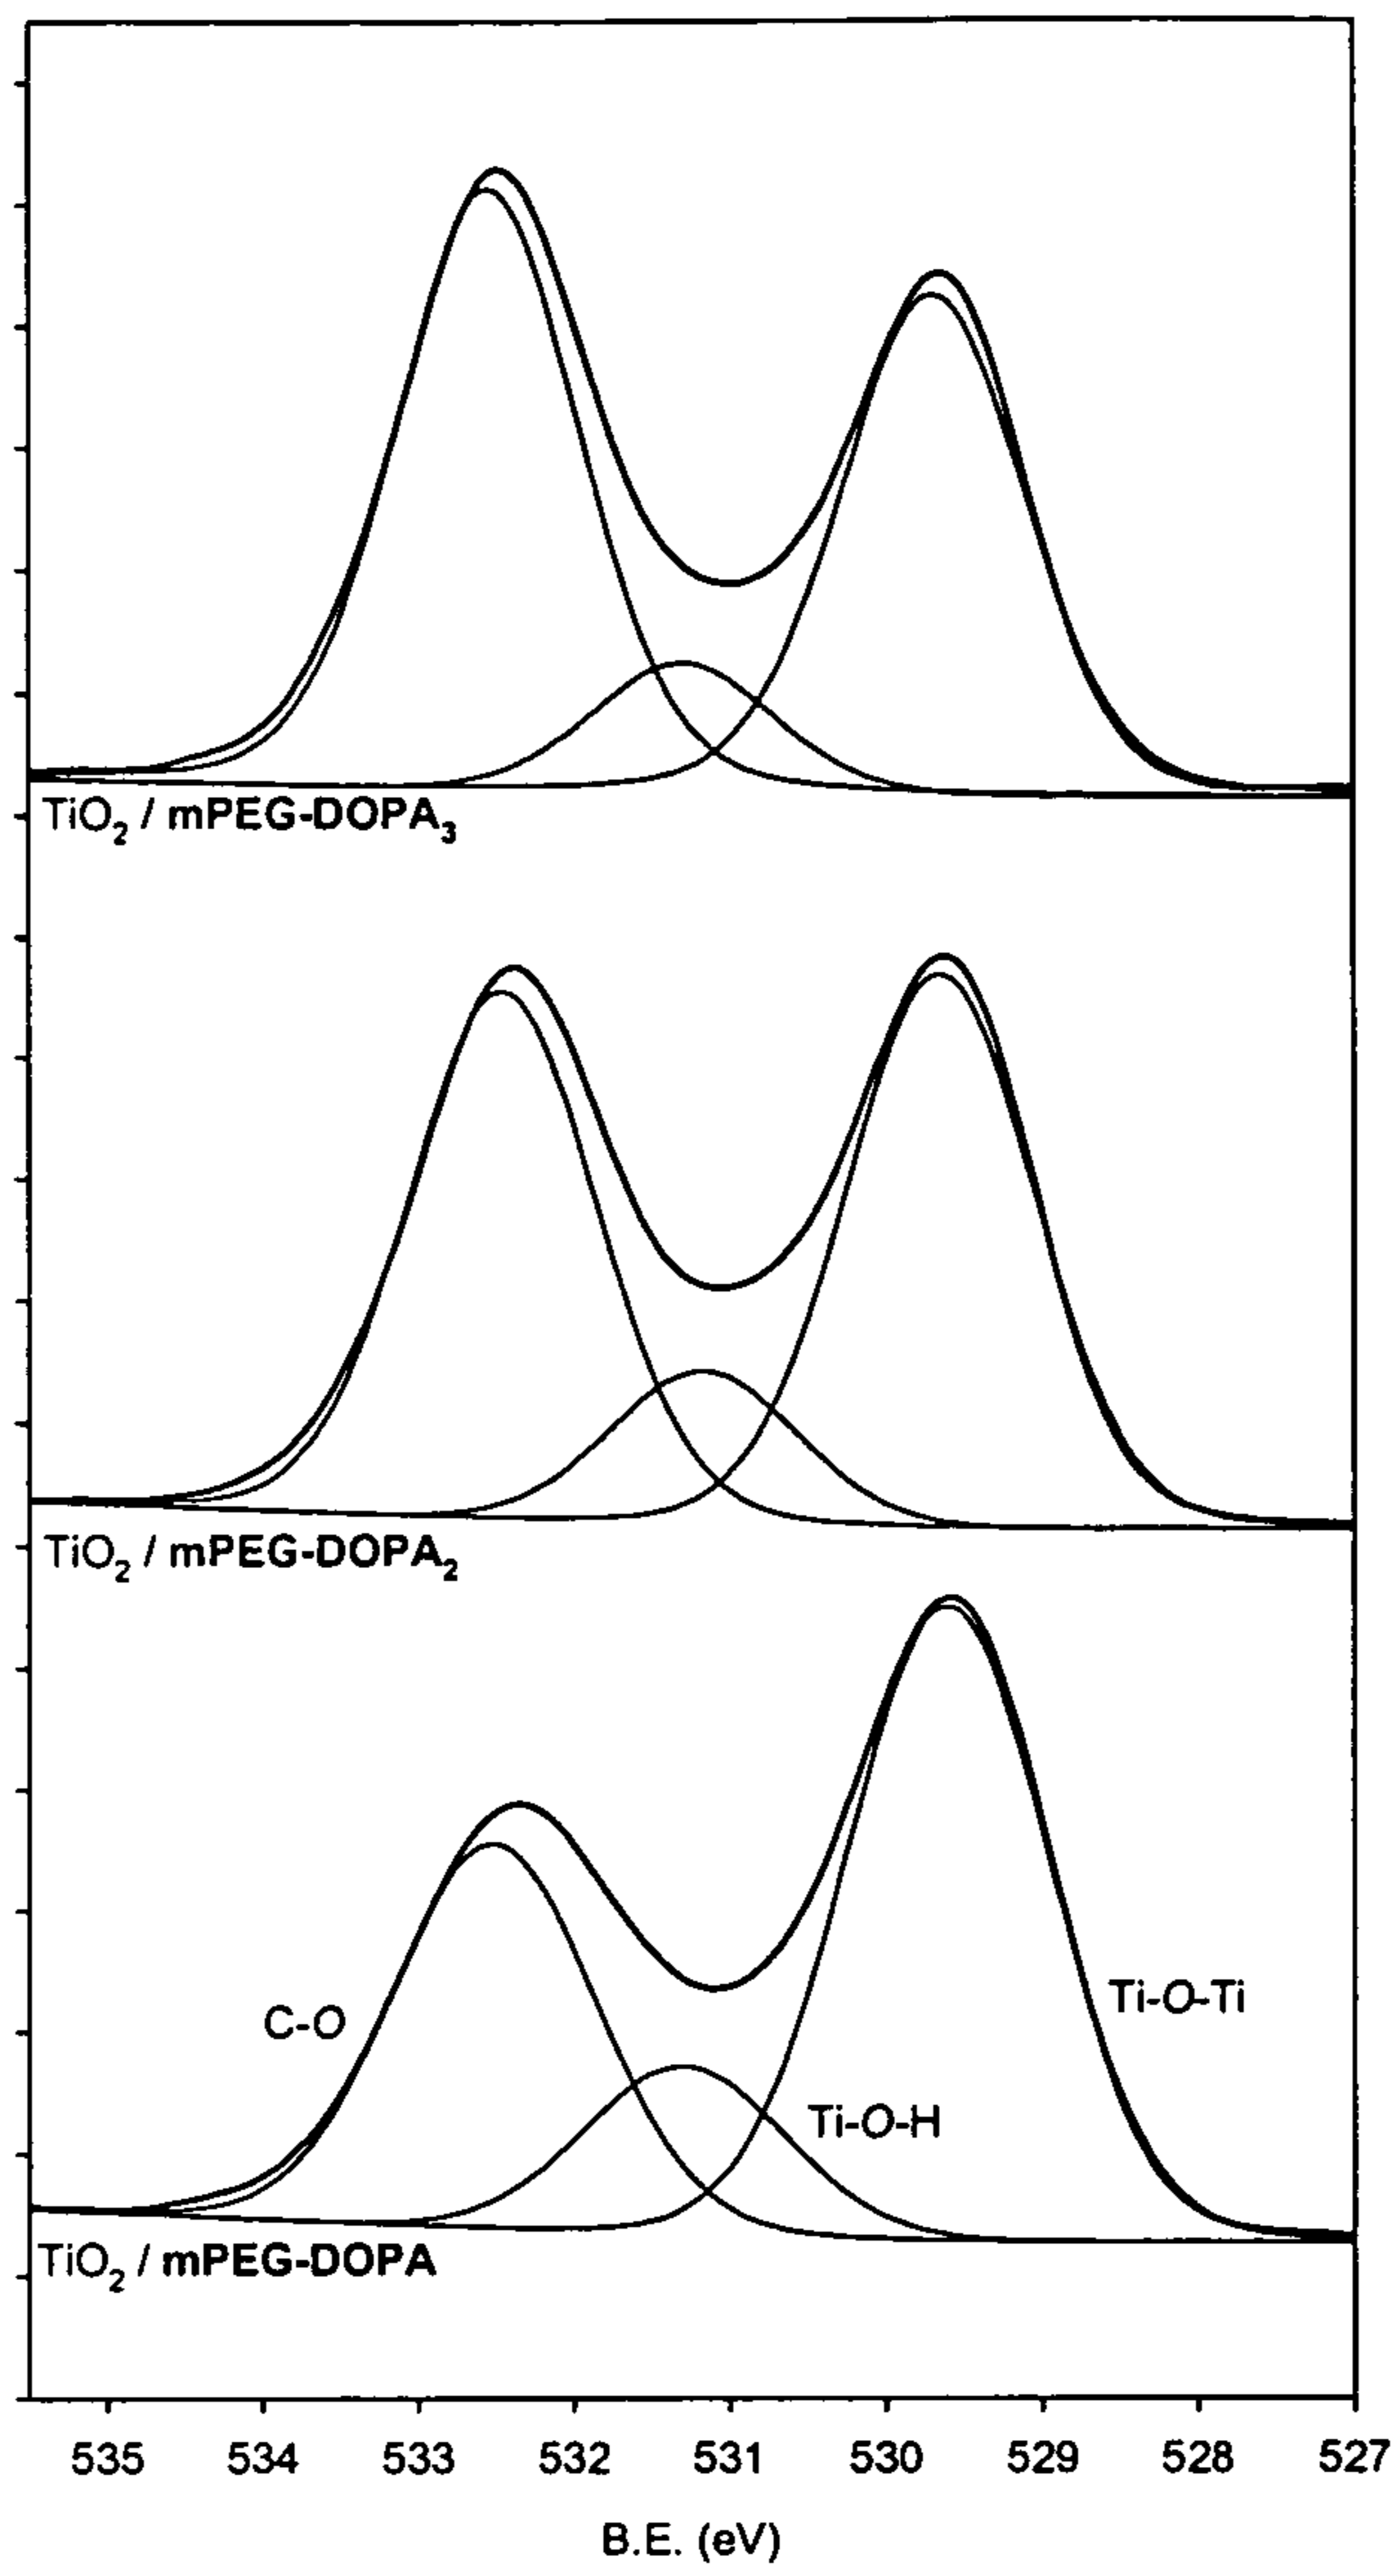 TiO₂ / mPEG-DOPA₃
TiO₂ / mPEG-DOPA₂
C-O
Ti-O-Ti
Ti-O-H
TiO₂ / mPEG-DOPA
535 534 533 532 531 530 529 528 527
B.E. (eV)